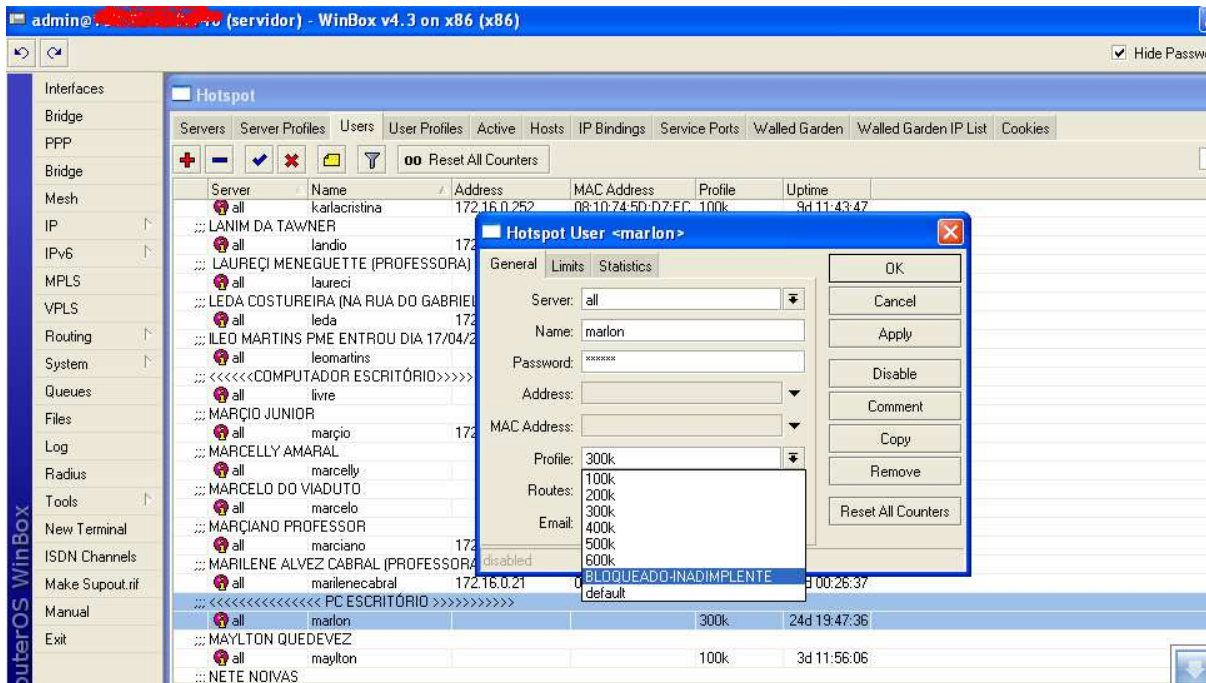 admin@ (servidor) - WinBox v4.3 on x86 (x86)
Hide Passw
Interfaces
Bridge
PPP
Bridge
Mesh
IP
IPv6
MPLS
VPLS
Routing
System
Queues
Files
Log
Radius
Tools
New Terminal
ISDN Channels
Make Supout.rif
Manual
Exit
outerOS WinBox
Hotspot
Servers Server Profiles Users User Profiles Active Hosts IP Bindings Service Ports Walled Garden Walled Garden IP List Cookies
00 Reset All Counters
Server Name Address MAC Address Profile Uptime
all karlacristina 172.16.0.252 08:10:74:5D:D7:EC 100k 9d 11:43:47
;;; LANIM DA TAWNER
all landio 172
;;; LAUREÇI MENEGUETTE (PROFESSORA)
all laureci
;;; LEDA COSTUREIRA (NA RUA DO GABRIEL
all leda 172
;;; ILEO MARTINS PME ENTROU DIA 17/04/2
all leomartins
;;; <<<<<<COMPUTADOR ESCRITÓRIO>>>>>
all livre
;;; MARÇIO JUNIOR
all marçio 172
;;; MARCELLY AMARAL
all marcelly
;;; MARCELO DO VIADUTO
all marcelo
;;; MARÇIANO PROFESSOR
all marciano 172
;;; MARILENE ALVEZ CABRAL (PROFESSORA
all marilenecabral 172.16.0.21 0 d 00:26:37
;;; <<<<<<<<<<<<<<<< PC ESCRITÓRIO >>>>>>>>>>>
all marlon 300k 24d 19:47:36
;;; MAYLTON QUEDEVEZ
all maylton 100k 3d 11:56:06
;;; NETE NOIVAS
Hotspot User <marlon>
General Limits Statistics
Server: all
Name: marlon
Password: ××××××
Address:
MAC Address:
Profile: 300k
Routes:
Email:
100k
200k
300k
400k
500k
600k
BLOQUEADO-INADIMPLENTE
default
disabled
OK
Cancel
Apply
Disable
Comment
Copy
Remove
Reset All Counters